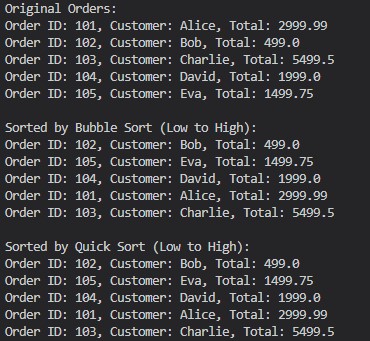 Original Orders:
Order ID: 101, Customer: Alice, Total: 2999.99
Order ID: 102, Customer: Bob, Total: 499.0
Order ID: 103, Customer: Charlie, Total: 5499.5
Order ID: 104, Customer: David, Total: 1999.0
Order ID: 105, Customer: Eva, Total: 1499.75

Sorted by Bubble Sort (Low to High):
Order ID: 102, Customer: Bob, Total: 499.0
Order ID: 105, Customer: Eva, Total: 1499.75
Order ID: 104, Customer: David, Total: 1999.0
Order ID: 101, Customer: Alice, Total: 2999.99
Order ID: 103, Customer: Charlie, Total: 5499.5

Sorted by Quick Sort (Low to High):
Order ID: 102, Customer: Bob, Total: 499.0
Order ID: 105, Customer: Eva, Total: 1499.75
Order ID: 104, Customer: David, Total: 1999.0
Order ID: 101, Customer: Alice, Total: 2999.99
Order ID: 103, Customer: Charlie, Total: 5499.5